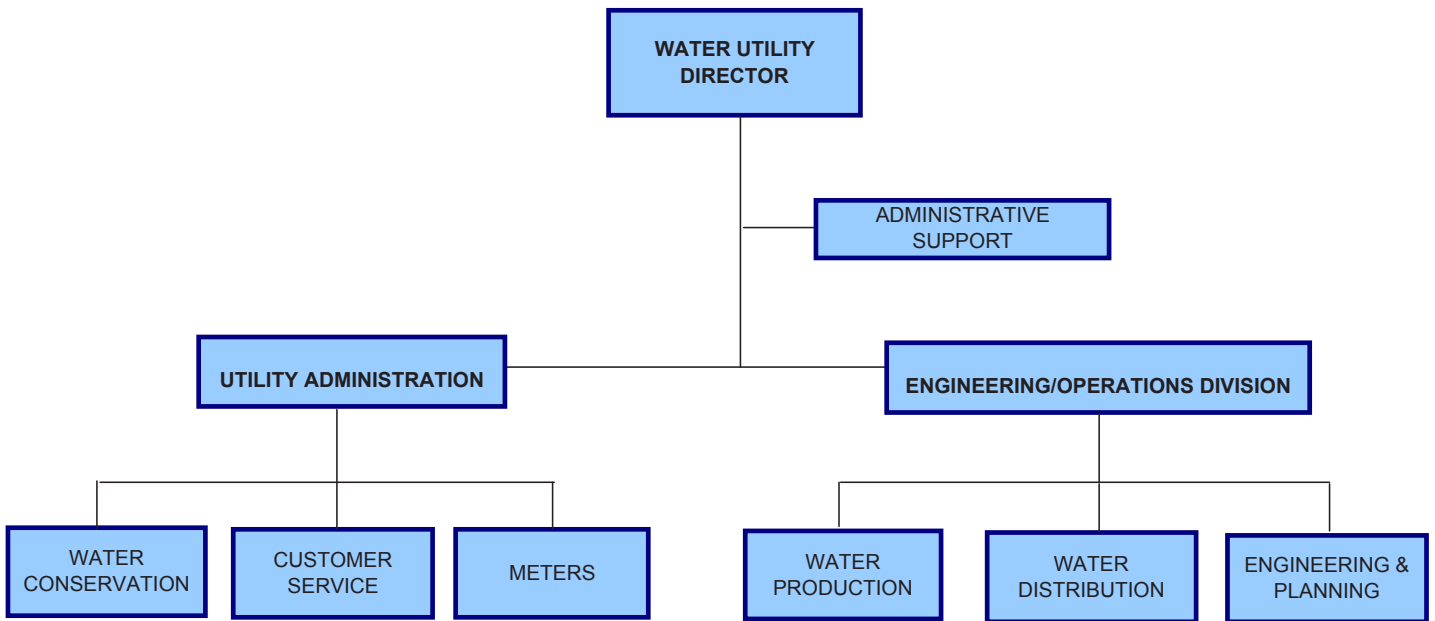 WATER UTILITY
DIRECTOR
ADMINISTRATIVE
SUPPORT
UTILITY ADMINISTRATION
ENGINEERING/OPERATIONS DIVISION
WATER
CONSERVATION
CUSTOMER
SERVICE
METERS
WATER
PRODUCTION
WATER
DISTRIBUTION
ENGINEERING &
PLANNING